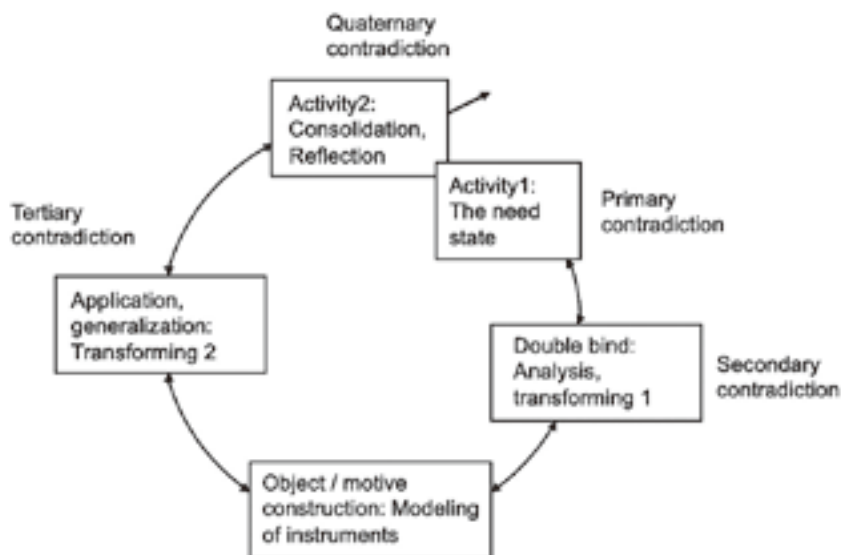 Quaternary
contradiction
Activity2:
Consolidation,
Reflection
Activity1:
The need
state
Primary
contradiction
Tertiary
contradiction
Application,
generalization:
Transforming 2
Double bind:
Analysis,
transforming 1
Secondary
contradiction
Object / motive
construction: Modeling
of instruments